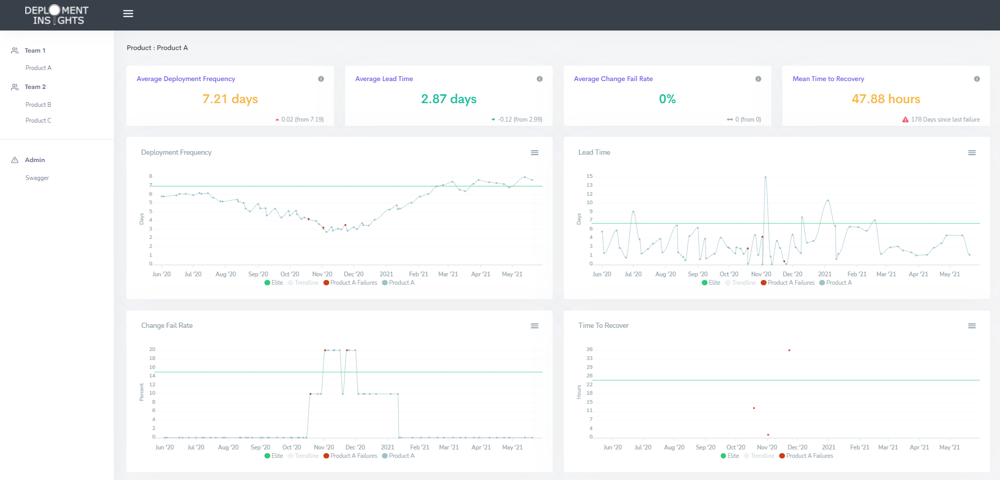 DEPLOYMENT
INSIGHTS
Team 1
Product A
Team 2
Product B
Product C
Admin
Swagger
Product : Product A
Average Deployment Frequency
7.21 days
0.02 (from 7.19)
Average Lead Time
2.87 days
-0.12 (from 2.99)
Average Change Fail Rate
0%
0 (from 0)
Mean Time to Recovery
47.88 hours
178 Days since last failure
Deployment Frequency
Days
8
7
6
5
5
4
3
2
2
1
0
Jun '20 Jul '20 Aug '20 Sep '20 Oct '20 Nov '20 Dec '20 2021 Feb '21 Mar '21 Apr '21 May '21
Elite Trendline Product A Failures Product A
Lead Time
Days
15
13
12
10
9
7
6
4
3
1
0
Jun '20 Jul '20 Aug '20 Sep '20 Oct '20 Nov '20 Dec '20 2021 Feb '21 Mar '21 Apr '21 May '21
Elite Trendline Product A Failures Product A
Change Fail Rate
Percent
20
18
16
14
12
10
8
6
4
2
0
Jun '20 Jul '20 Aug '20 Sep '20 Oct '20 Nov '20 Dec '20 2021 Feb '21 Mar '21 Apr '21 May '21
Elite Trendline Product A Failures Product A
Time To Recover
Hours
36
33
29
26
22
18
15
11
7
4
0
Jun '20 Jul '20 Aug '20 Sep '20 Oct '20 Nov '20 Dec '20 2021 Feb '21 Mar '21 Apr '21 May '21
Elite Trendline Product A Failures